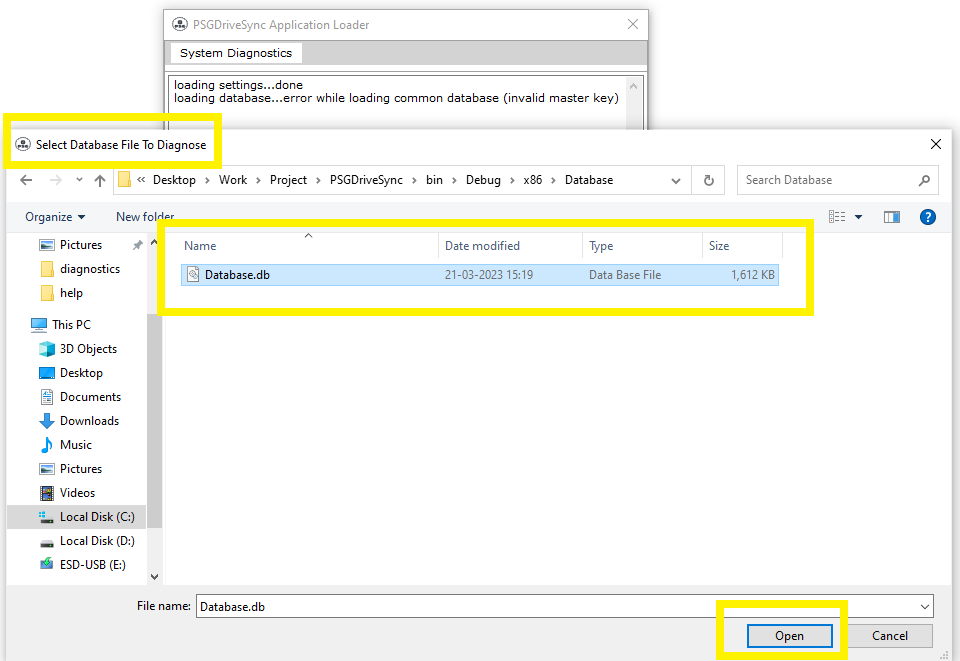 PSGDriveSync Application Loader
System Diagnostics
loading settings...done
loading database...error while loading common database (invalid master key)
Select Database File To Diagnose
« Desktop › Work › Project › PSGDriveSync › bin › Debug › x86 › Database
Search Database
Organize New folder
Name Date modified Type Size
Database.db 21-03-2023 15:19 Data Base File 1,612 KB
Pictures
diagnostics
help
This PC
3D Objects
Desktop
Documents
Downloads
Music
Pictures
Videos
Local Disk (C:)
Local Disk (D:)
ESD-USB (E:)
File name: Database.db
Open Cancel